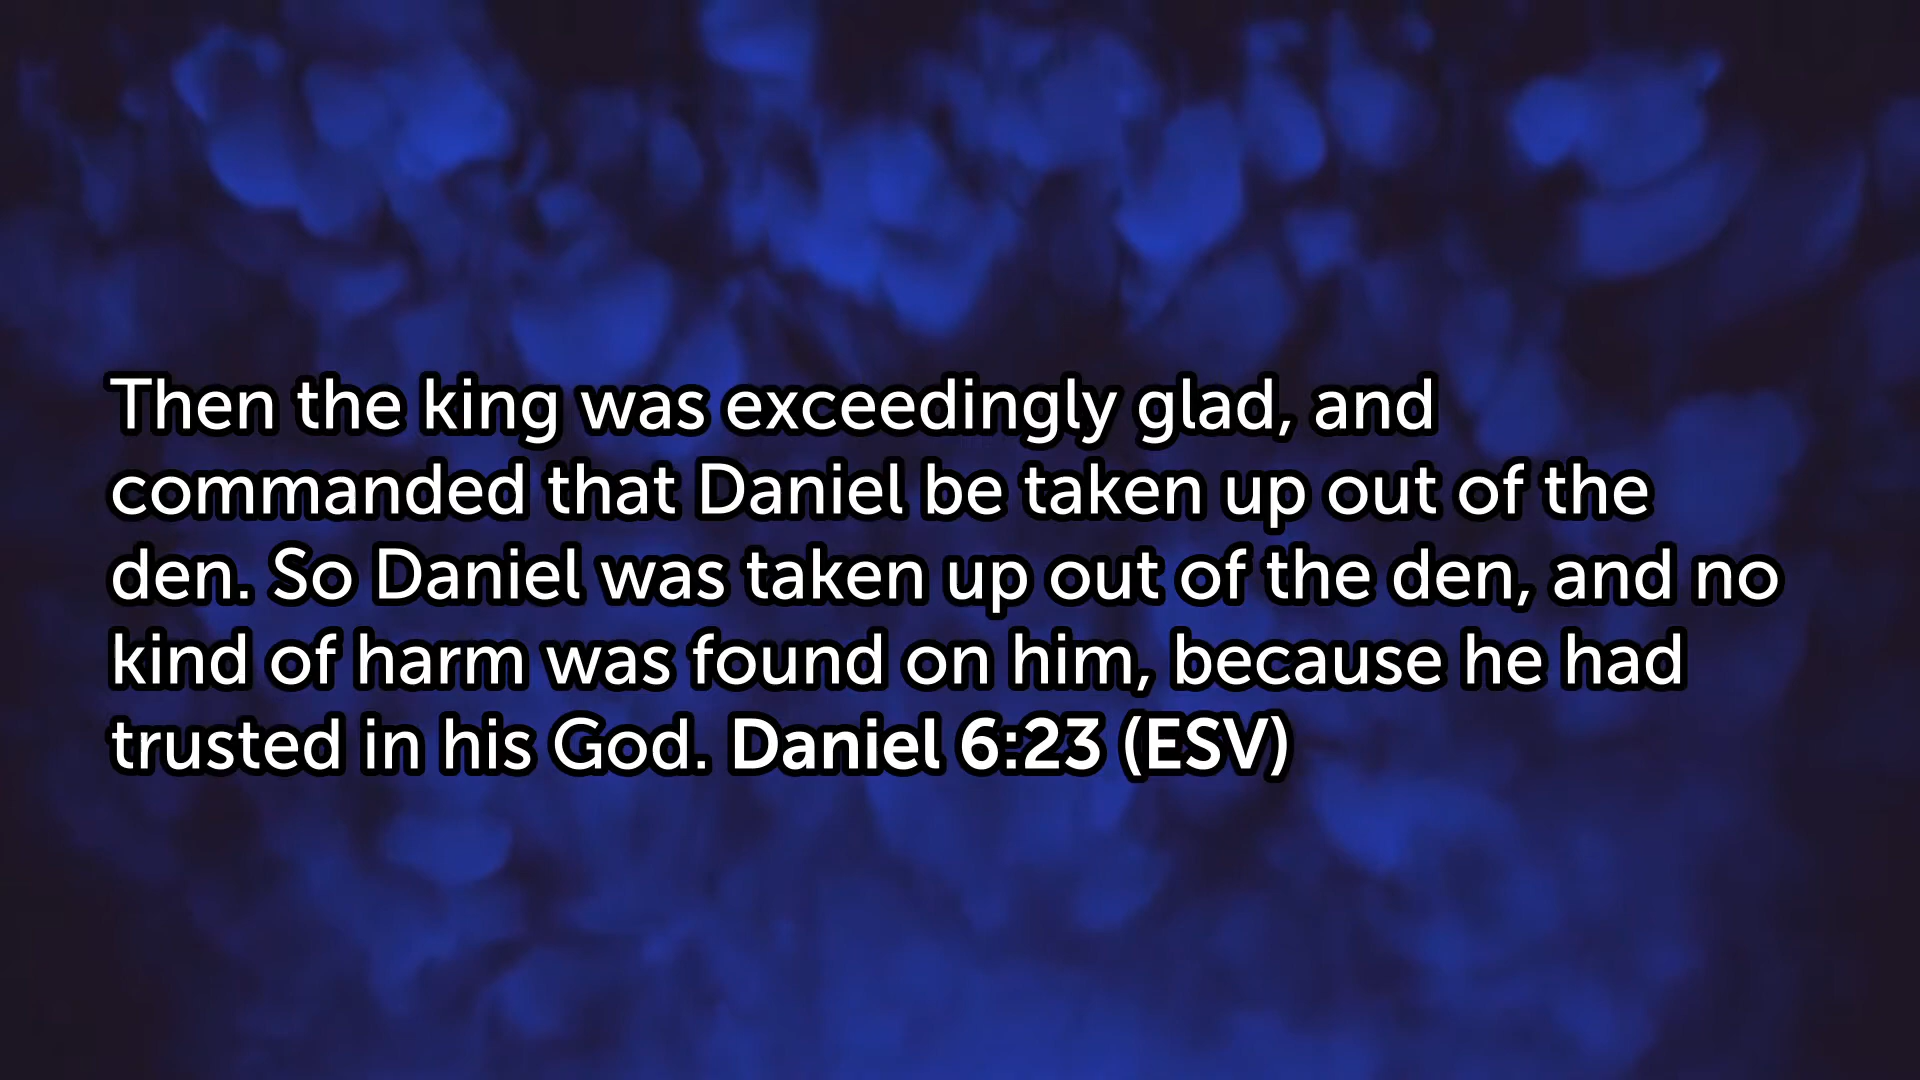 Then the king was exceedingly glad, and
commanded that Daniel be taken up out of the
den. So Daniel was taken up out of the den, and no
kind of harm was found on him, because he had
trusted in his God. Daniel 6:23 (ESV)